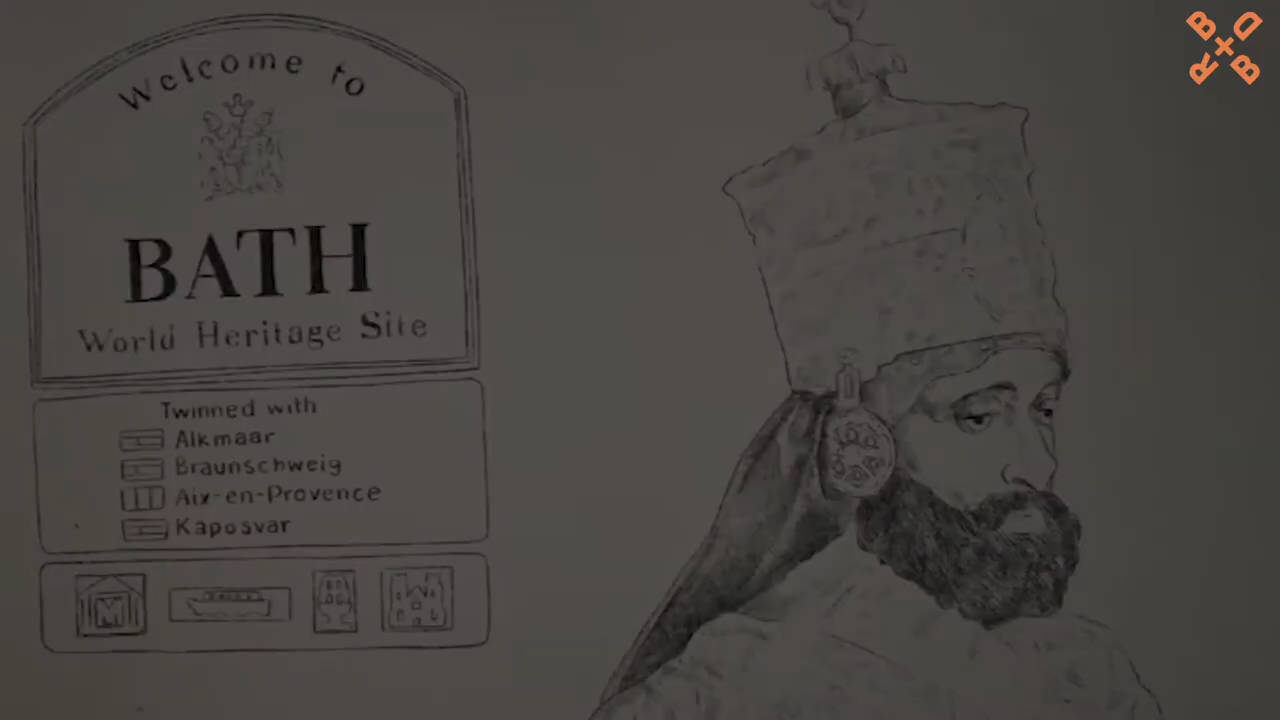 Welcome to
BATH
World Heritage Site
Twinned with
Alkmaar
Braunschweig
Aix-en-Provence
Kaposvar
M
B D
R B